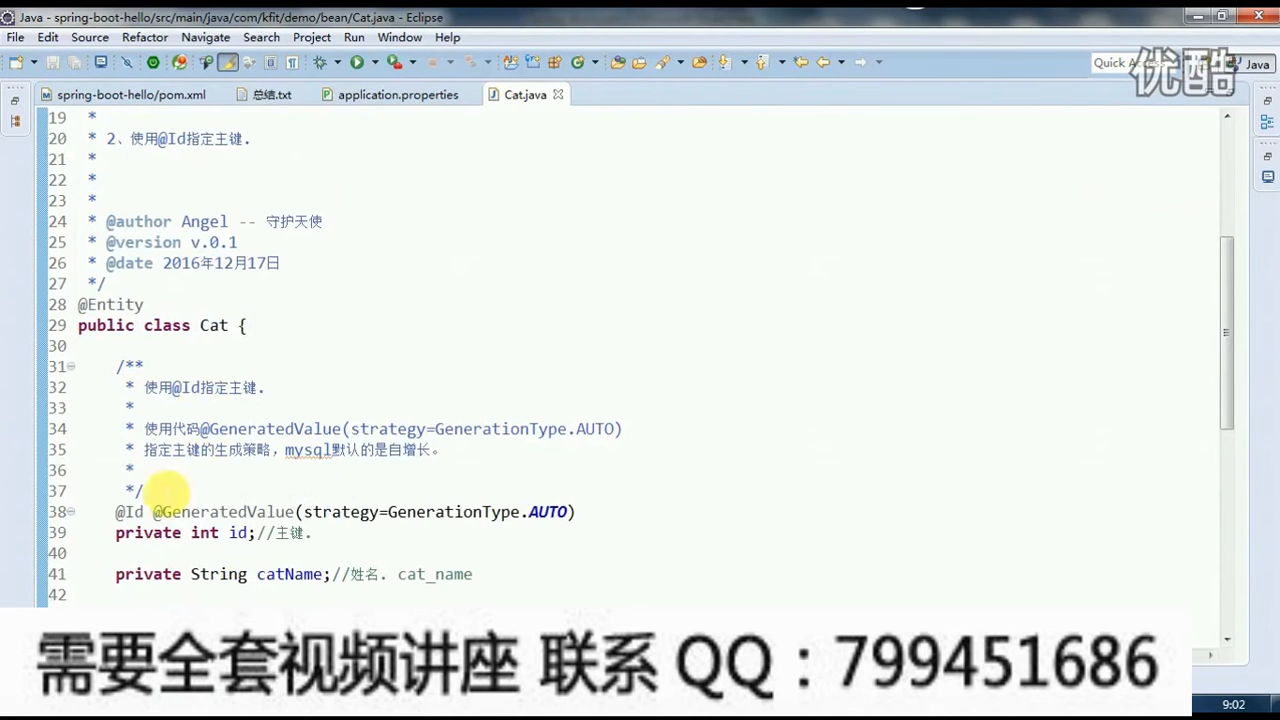 Java - spring-boot-hello/src/main/java/com/kfit/demo/bean/Cat.java - Eclipse
File Edit Source Refactor Navigate Search Project Run Window Help
Quick Access
Java
优酷
spring-boot-hello/pom.xml 总结.txt application.properties Cat.java
19 *
20 * 2、使用@Id指定主键.
21 *
22 *
23 *
24 * @author Angel -- 守护天使
25 * @version v.0.1
26 * @date 2016年12月17日
27 */
28 @Entity
29 public class Cat {
30
31 /**
32 * 使用@Id指定主键.
33 *
34 * 使用代码@GeneratedValue(strategy=GenerationType.AUTO)
35 * 指定主键的生成策略，mysql默认的是自增长。
36 *
37 */
38 @Id @GeneratedValue(strategy=GenerationType.AUTO)
39 private int id;//主键.
40
41 private String catName;//姓名. cat_name
42
需要全套视频讲座 联系 QQ：799451686
9:02